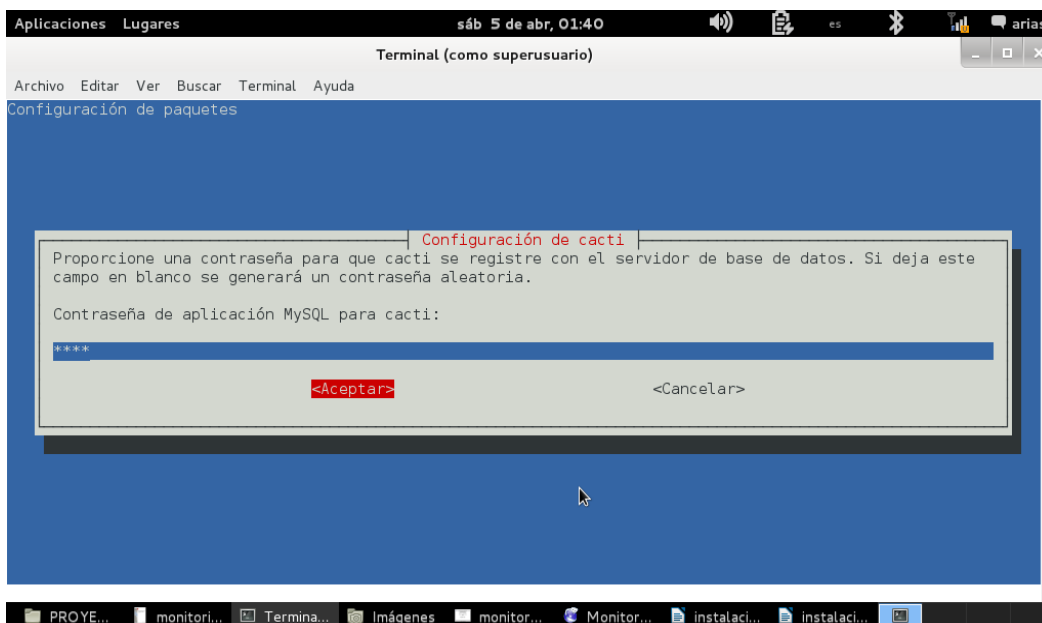 Aplicaciones Lugares sáb 5 de abr, 01:40 es arias
Terminal (como superusuario)
Archivo Editar Ver Buscar Terminal Ayuda
Configuración de paquetes
Configuración de cacti
Proporcione una contraseña para que cacti se registre con el servidor de base de datos. Si deja este
campo en blanco se generará un contraseña aleatoria.
Contraseña de aplicación MySQL para cacti:
****
<Aceptar> <Cancelar>
PROYE... monitori... Termina... Imágenes monitor... Monitor... instalaci... instalaci...